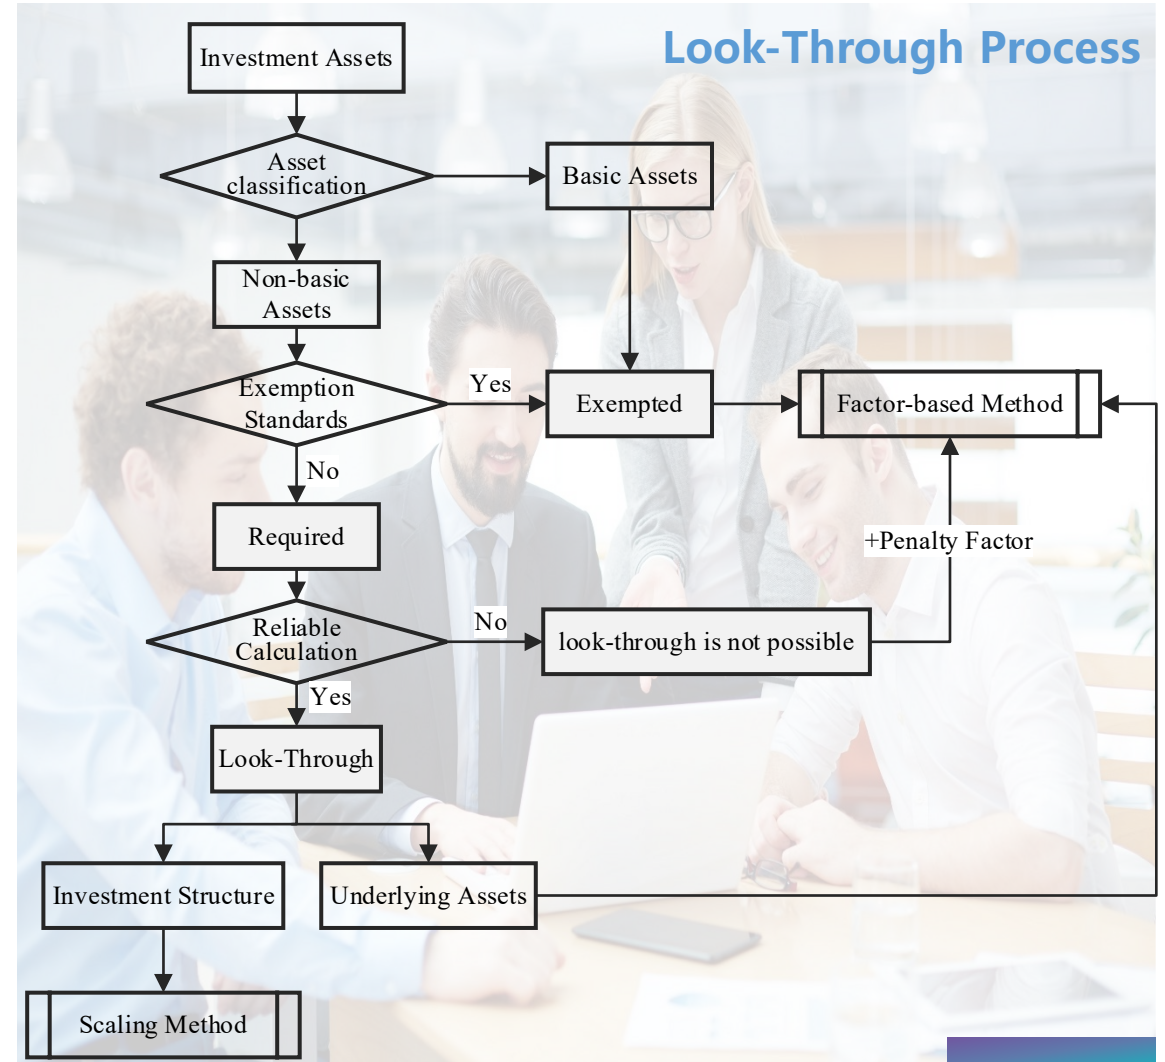 Look-Through Process
Investment Assets
Asset
classification
Basic Assets
Non-basic
Assets
Exemption
Standards
Yes
Exempted
Factor-based Method
No
Required
+Penalty Factor
Reliable
Calculation
No
look-through is not possible
Yes
Look-Through
Investment Structure
Underlying Assets
Scaling Method